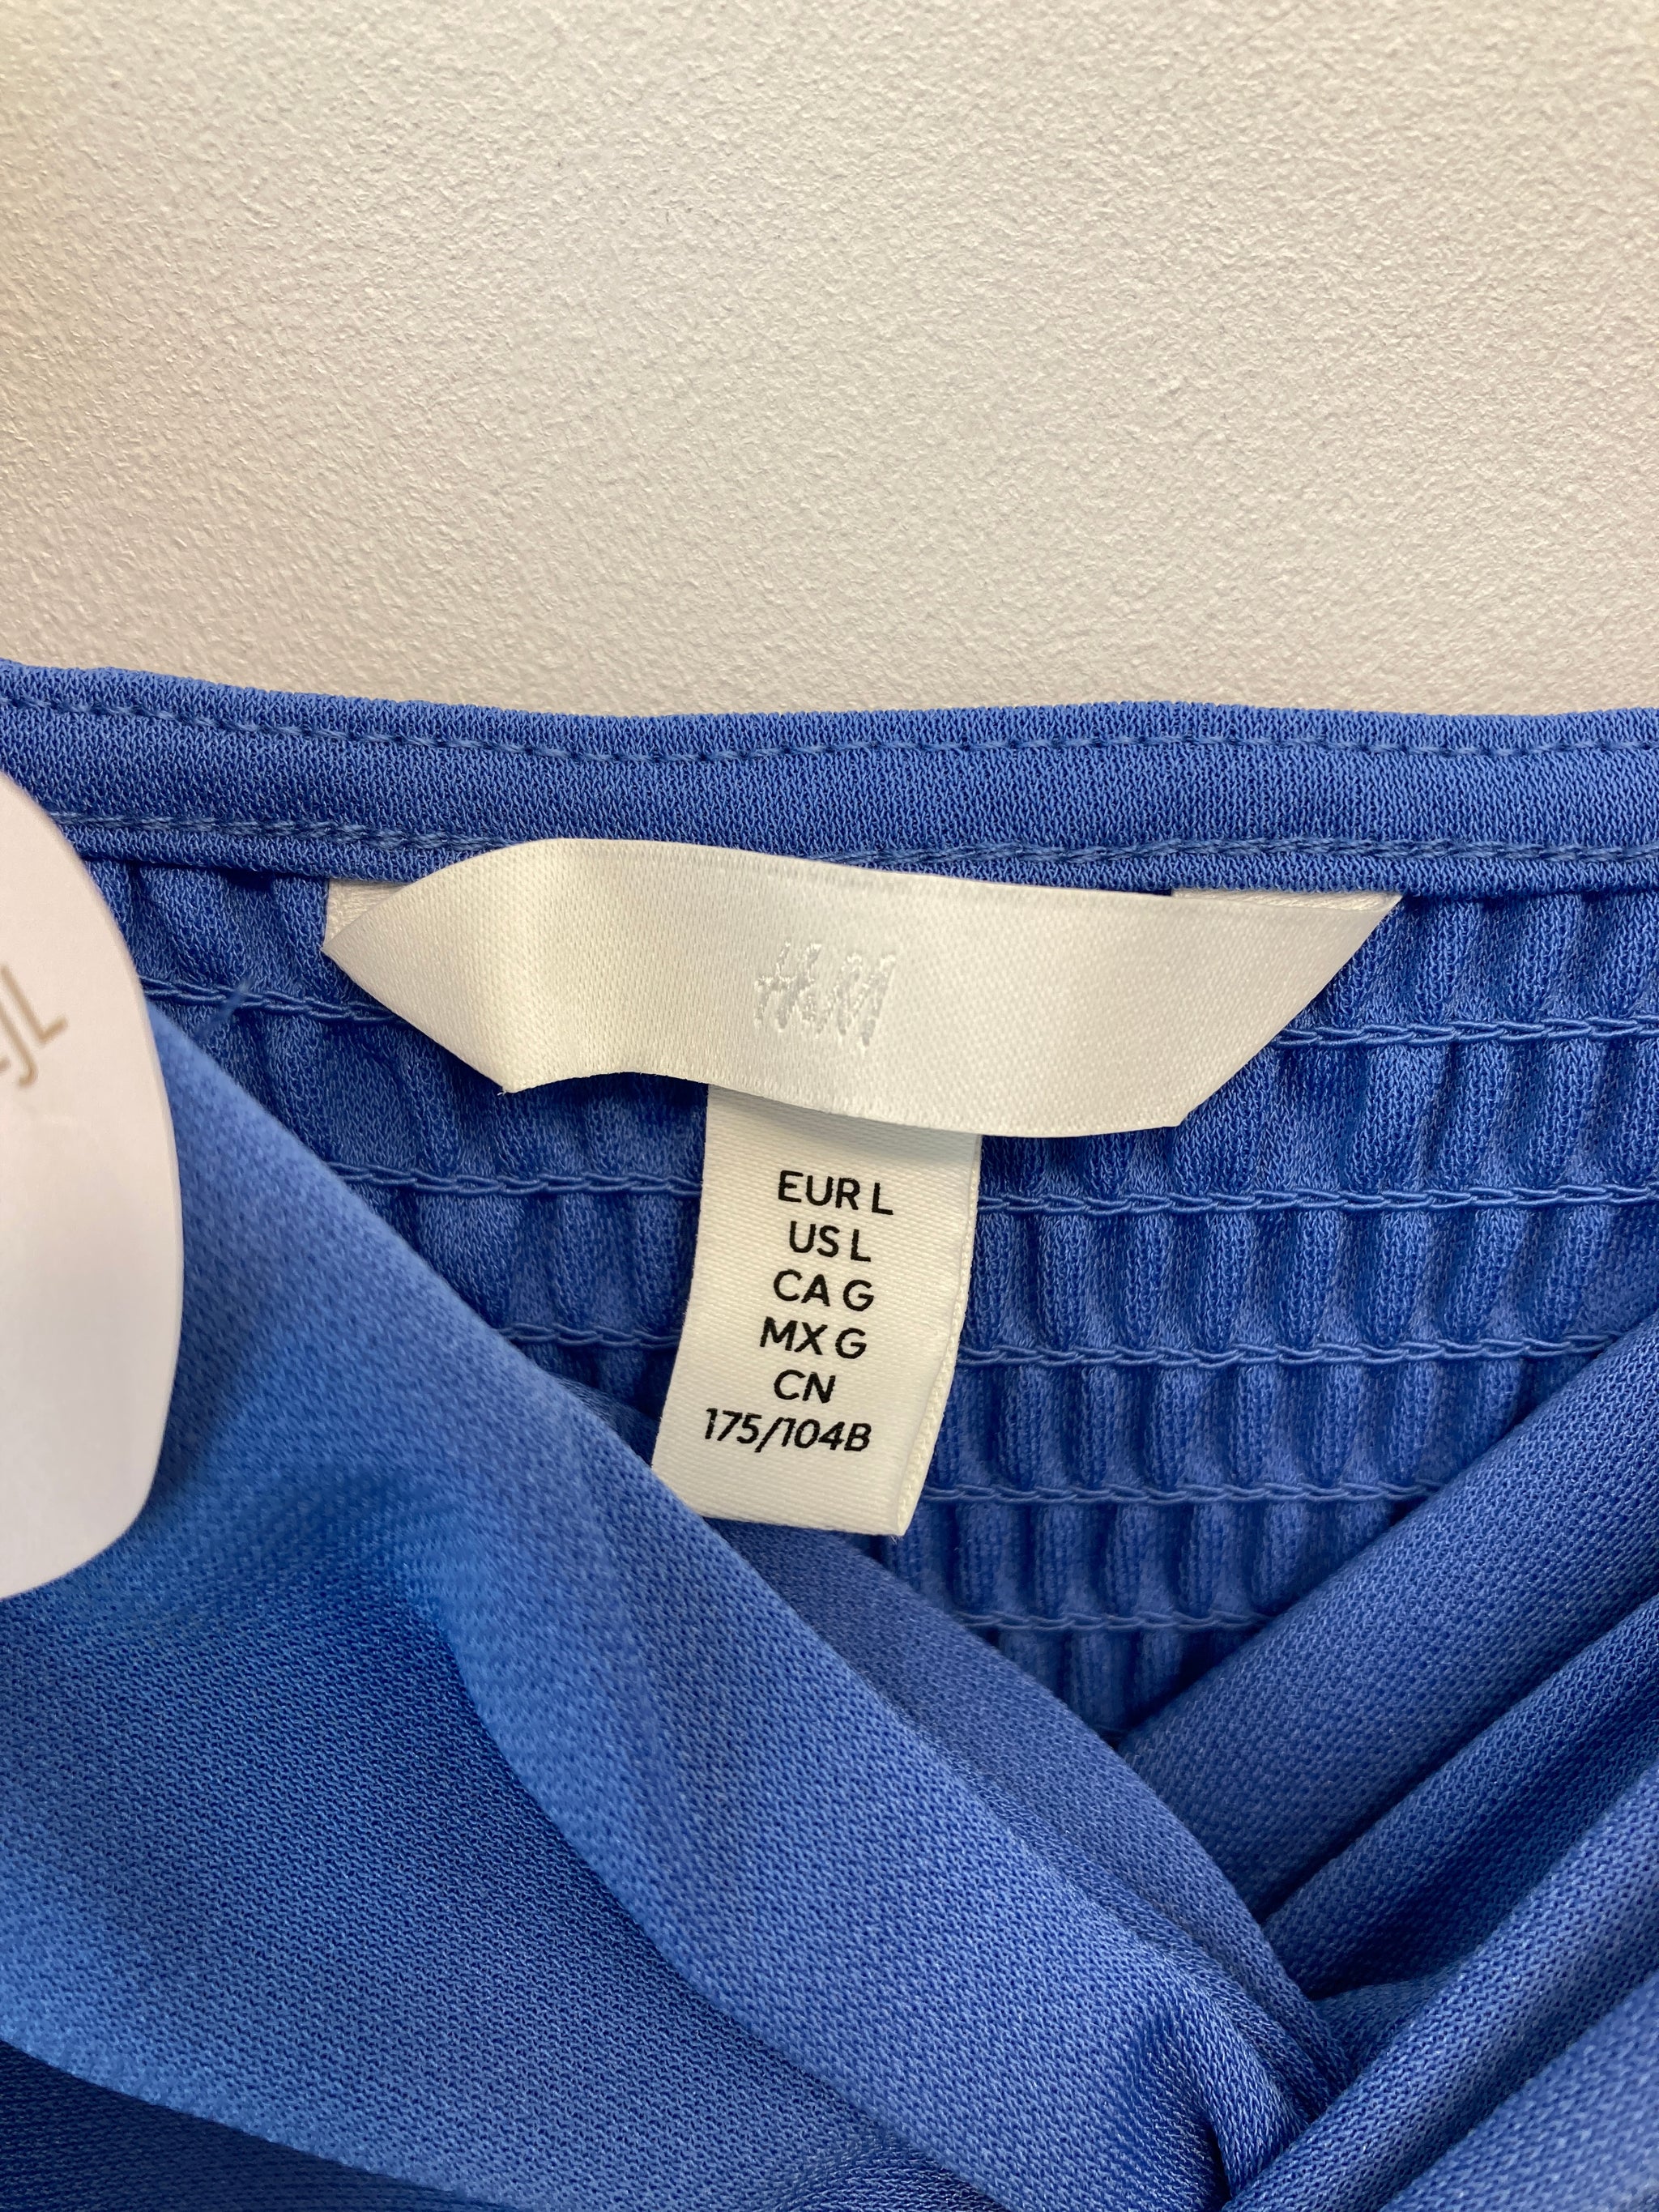 H&M
EUR L
US L
CA G
MX G
CN
175/104B